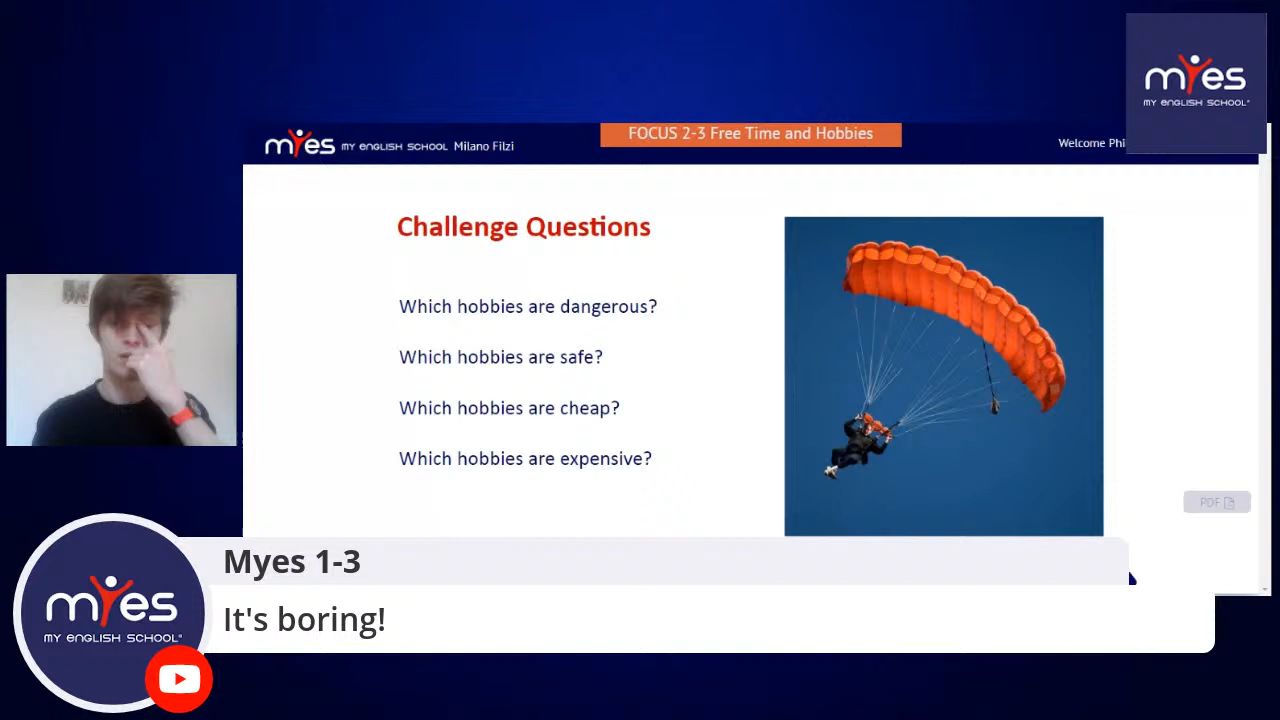 myes
MY ENGLISH SCHOOL
myes MY ENGLISH SCHOOL Milano Filzi
FOCUS 2-3 Free Time and Hobbies
Welcome
Challenge Questions
Which hobbies are dangerous?
Which hobbies are safe?
Which hobbies are cheap?
Which hobbies are expensive?
PDF
Myes 1-3
It's boring!
myes
MY ENGLISH SCHOOL